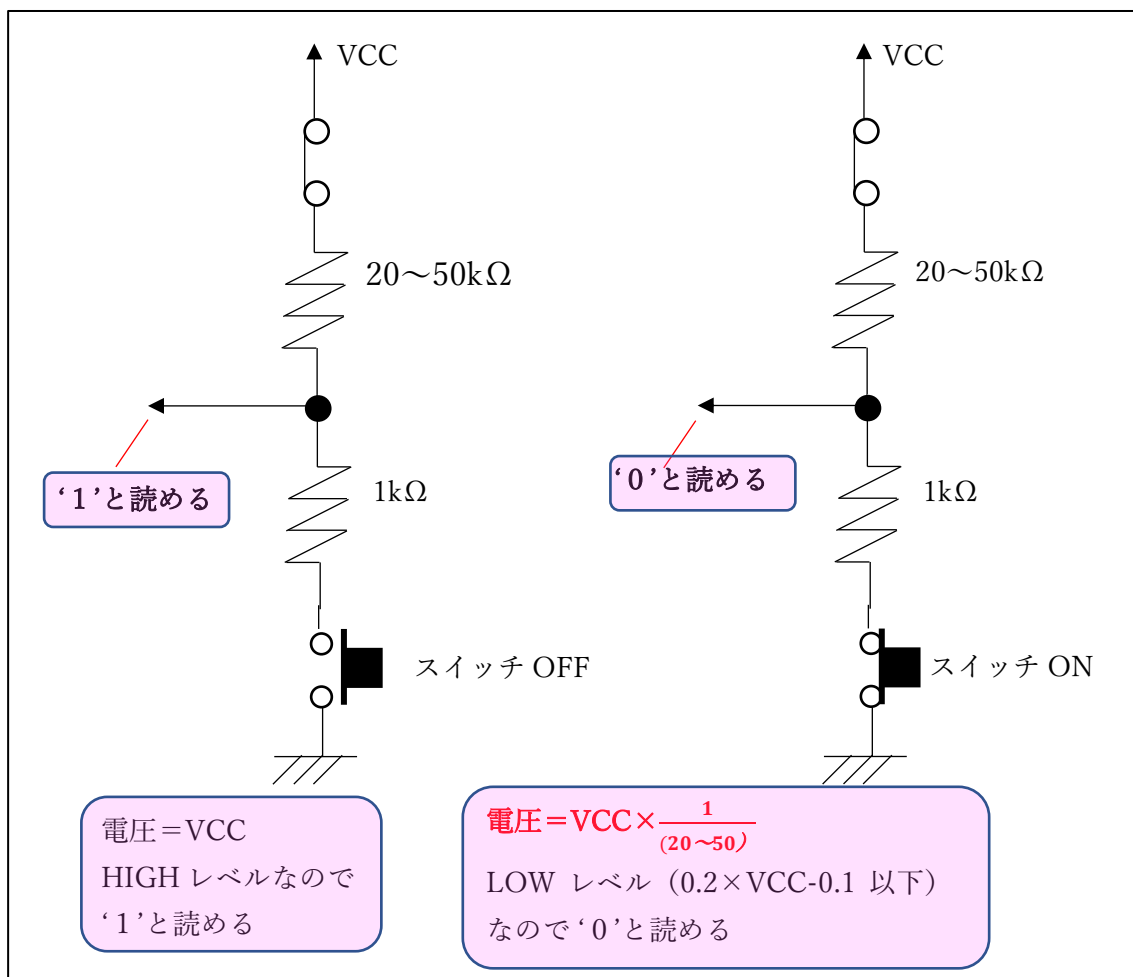 VCC
20～50kΩ
‘１’と読める
1kΩ
スイッチ OFF
電圧＝VCC
HIGH レベルなので
‘１’と読める
VCC
20～50kΩ
‘０’と読める
1kΩ
スイッチ ON
電圧＝VCC×1/(20～50)
LOW レベル（0.2×VCC-0.1 以下）
なので‘０’と読める